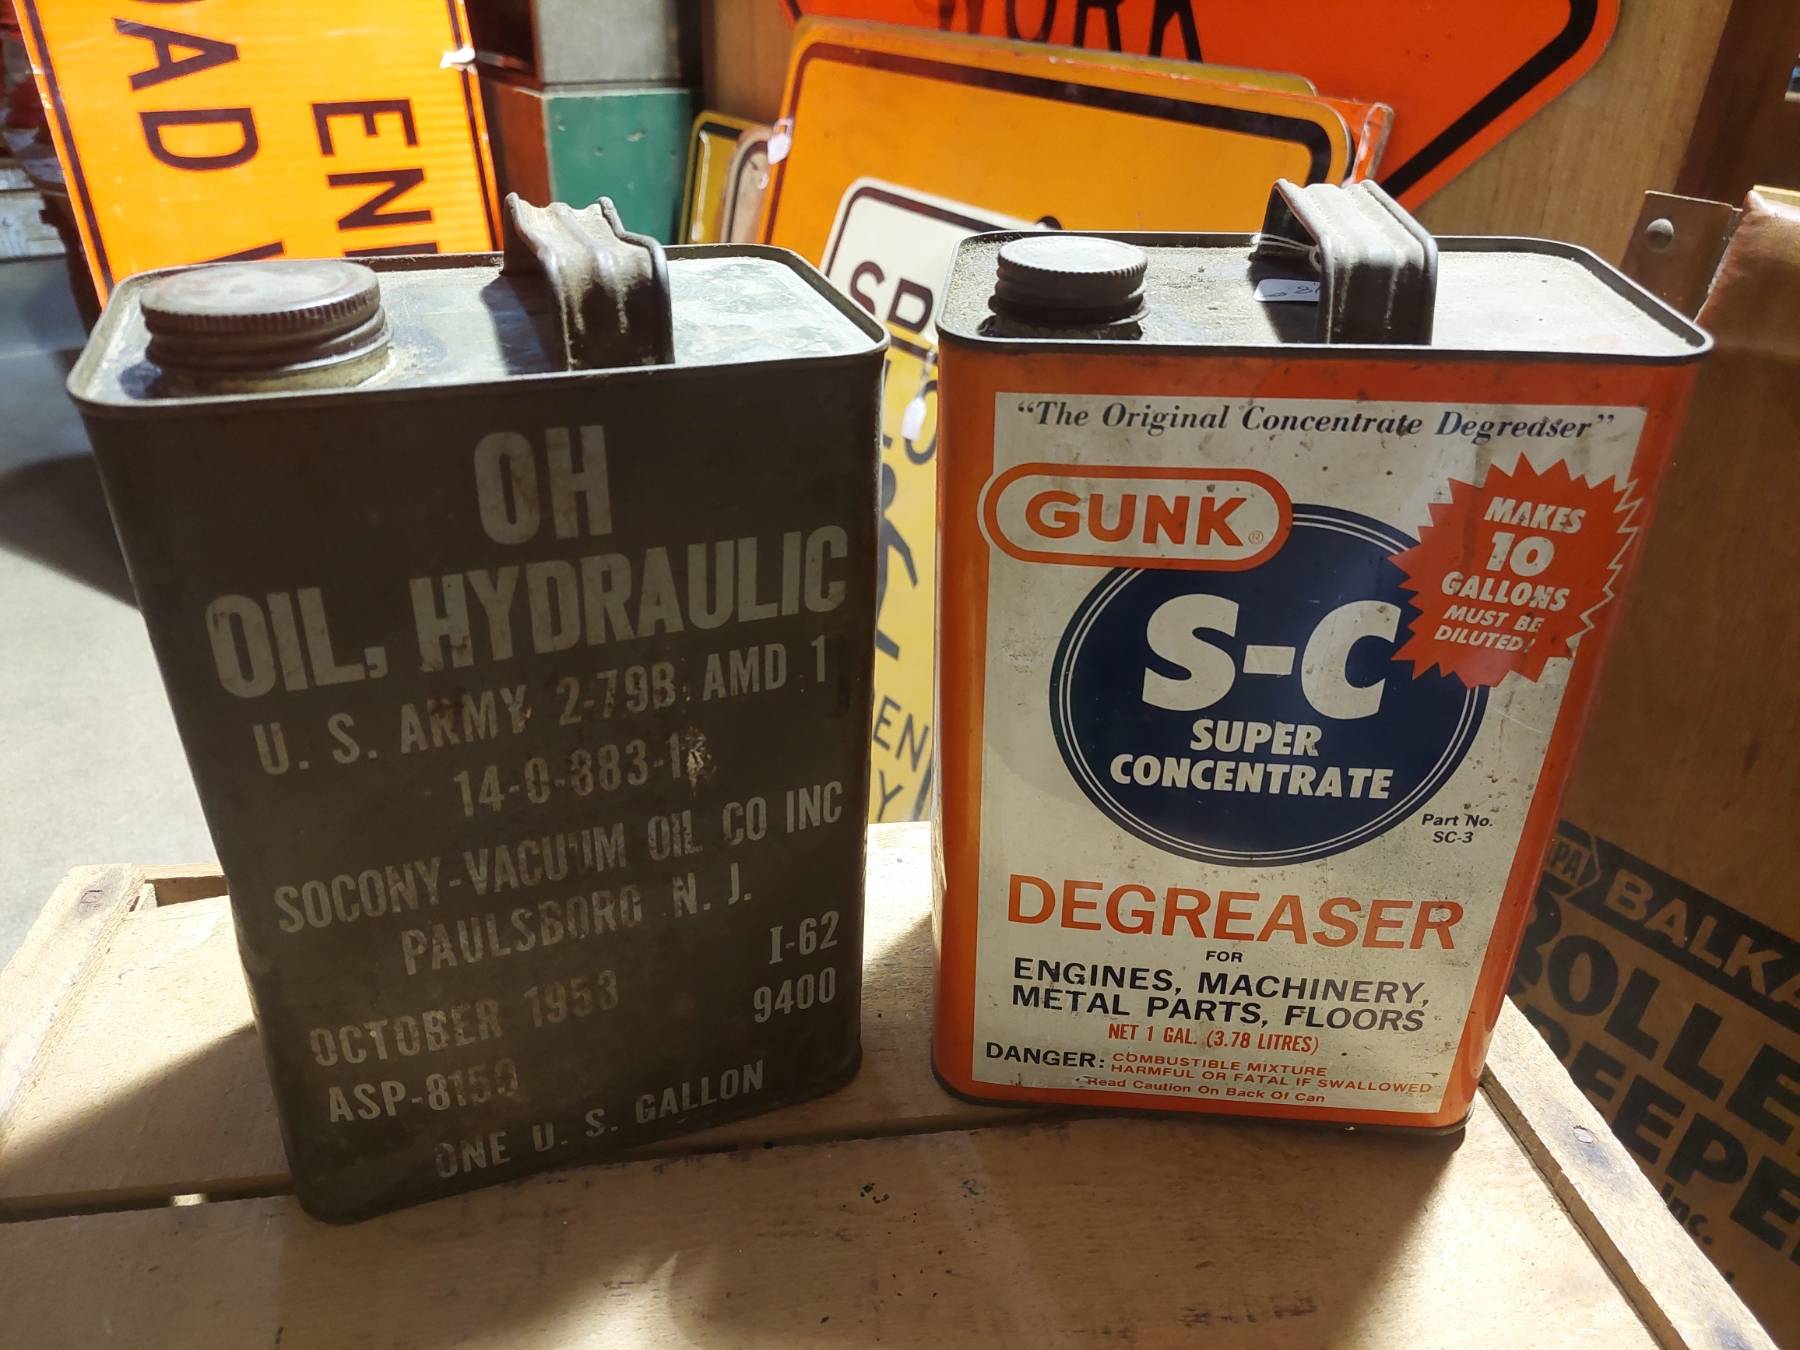 OH
OIL, HYDRAULIC
U. S. ARMY 2-79B AMD 1
SOCONY-VACUUM OIL CO INC
PAULSBORO N. J.
I-62
OCTOBER 1953
9400
ASP-8150
ONE U. S. GALLON
"The Original Concentrate Degreaser"
GUNK®
MAKES
10
GALLONS
MUST BE
DILUTED!
S-C
SUPER
CONCENTRATE
Part No.
SC-3
DEGREASER
FOR
ENGINES, MACHINERY,
METAL PARTS, FLOORS
NET 1 GAL. (3.78 LITRES)
DANGER: COMBUSTIBLE MIXTURE
HARMFUL OR FATAL IF SWALLOWED
Read Caution On Back Of Can
WORK